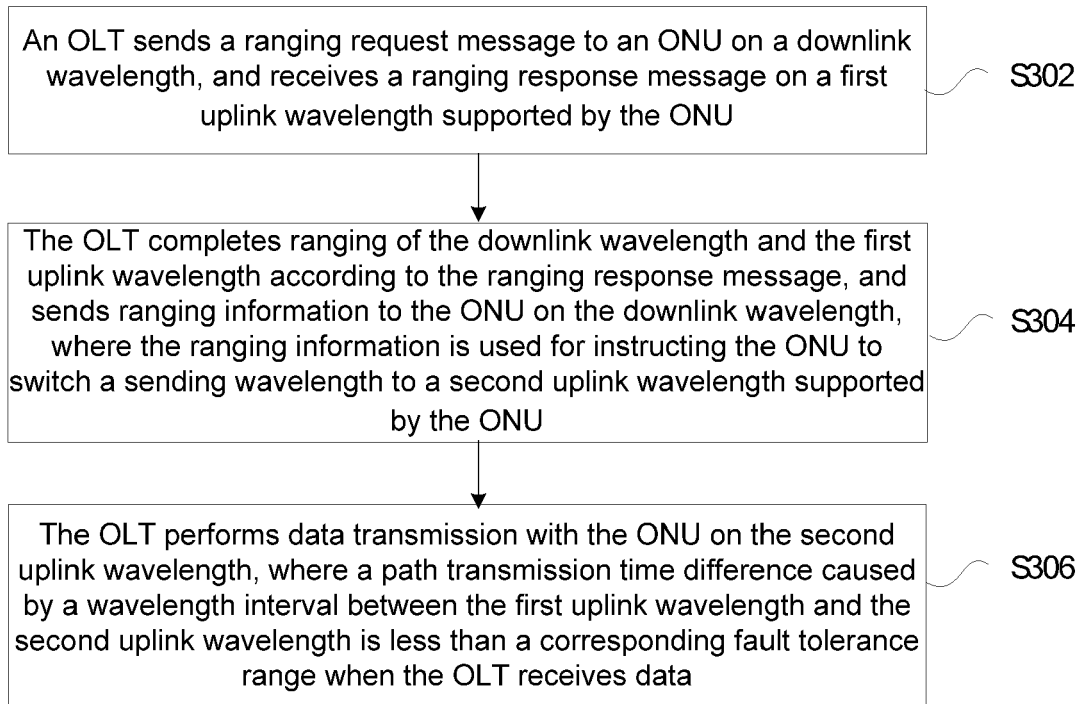 An OLT sends a ranging request message to an ONU on a downlink
wavelength, and receives a ranging response message on a first
uplink wavelength supported by the ONU
S302
The OLT completes ranging of the downlink wavelength and the first
uplink wavelength according to the ranging response message, and
sends ranging information to the ONU on the downlink wavelength,
where the ranging information is used for instructing the ONU to
switch a sending wavelength to a second uplink wavelength supported
by the ONU
S304
The OLT performs data transmission with the ONU on the second
uplink wavelength, where a path transmission time difference caused
by a wavelength interval between the first uplink wavelength and the
second uplink wavelength is less than a corresponding fault tolerance
range when the OLT receives data
S306